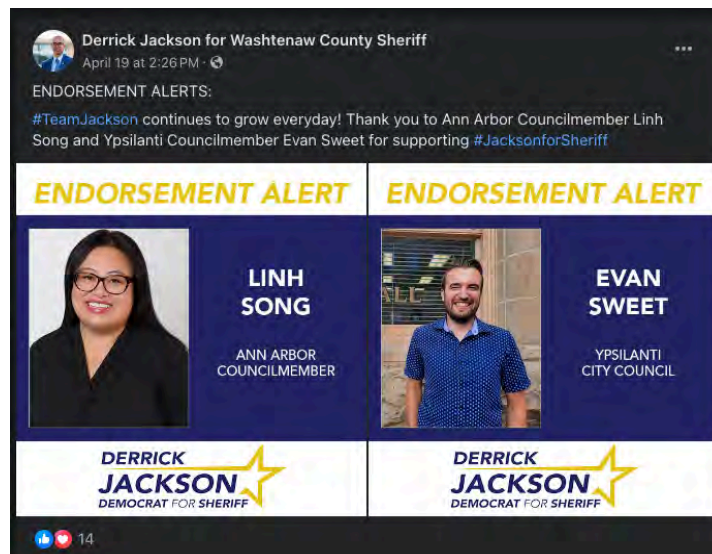 Derrick Jackson for Washtenaw County Sheriff
April 19 at 2:26 PM ·
ENDORSEMENT ALERTS:
#TeamJackson continues to grow everyday! Thank you to Ann Arbor Councilmember Linh
Song and Ypsilanti Councilmember Evan Sweet for supporting #JacksonforSheriff
ENDORSEMENT ALERT
LINH
SONG
ANN ARBOR
COUNCILMEMBER
DERRICK
JACKSON
DEMOCRAT FOR SHERIFF
ENDORSEMENT ALERT
ALL
EVAN
SWEET
YPSILANTI
CITY COUNCIL
DERRICK
JACKSON
DEMOCRAT FOR SHERIFF
14